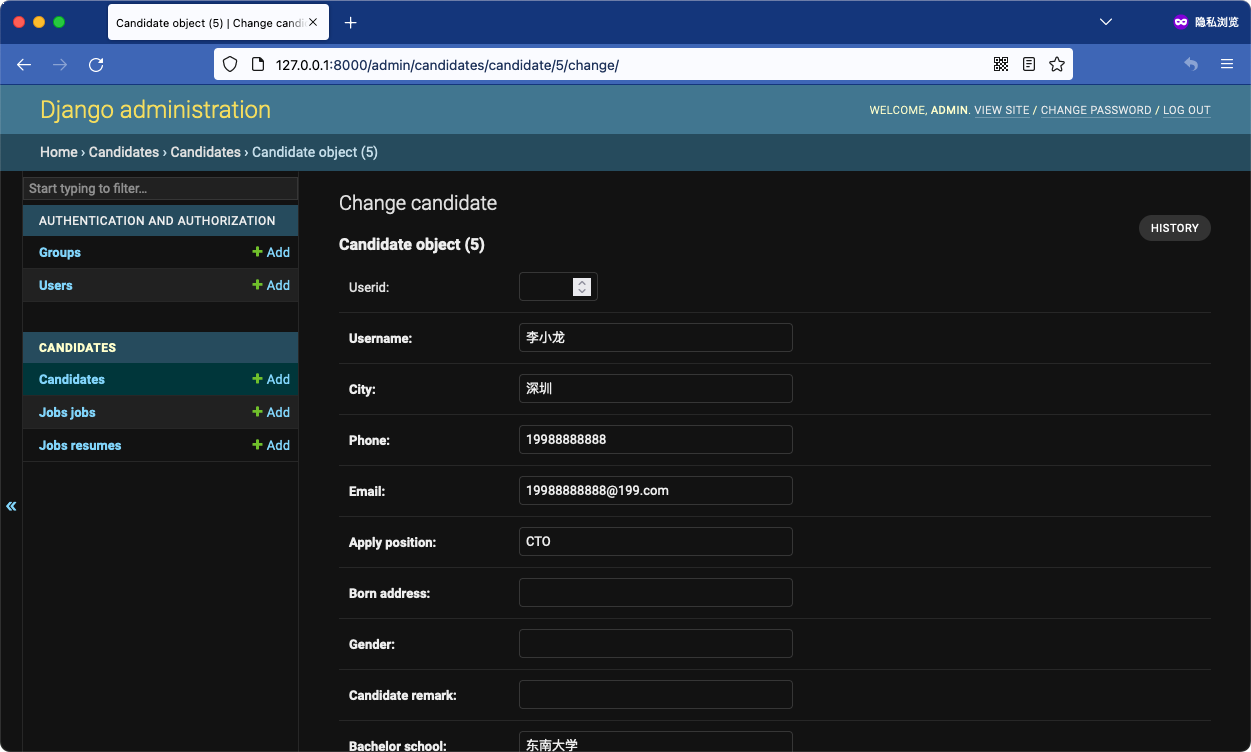 Candidate object (5) | Change candi
隐私浏览
127.0.0.1:8000/admin/candidates/candidate/5/change/
Django administration
WELCOME, ADMIN. VIEW SITE / CHANGE PASSWORD / LOG OUT
Home › Candidates › Candidates › Candidate object (5)
Start typing to filter...
AUTHENTICATION AND AUTHORIZATION
Groups + Add
Users + Add
CANDIDATES
Candidates + Add
Jobs jobs + Add
Jobs resumes + Add
«
Change candidate
HISTORY
Candidate object (5)
Userid:
Username: 李小龙
City: 深圳
Phone: 19988888888
Email: 19988888888@199.com
Apply position: CTO
Born address:
Gender:
Candidate remark:
Bachelor school: 东南大学